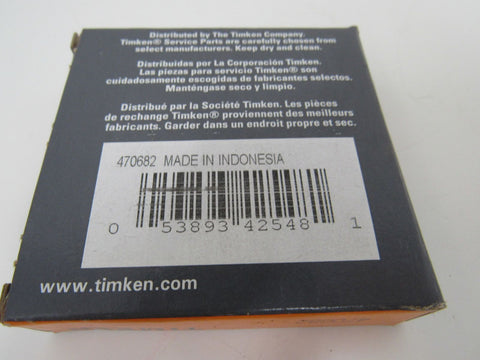 Distributed by The Timken Company.
Timken® Service Parts are carefully chosen from
select manufacturers. Keep dry and clean.
Distribuidas por La Corporación Timken.
Las piezas para servicio Timken® son
cuidadosamente escogidas de fabricantes selectos.
Manténgase seco y limpio.
Distribué par la Société Timken. Les pièces
de rechange Timken® proviennent des meilleurs
fabricants. Garder dans un endroit propre et sec.
470682 MADE IN INDONESIA
0 53893 42548 1
www.timken.com